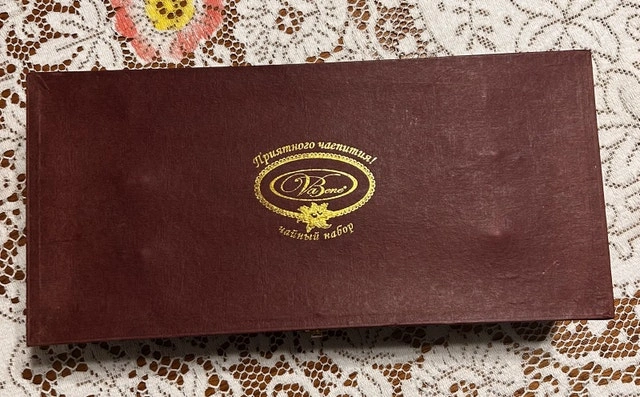 Приятного чаепития!
VaBene®
чайный набор